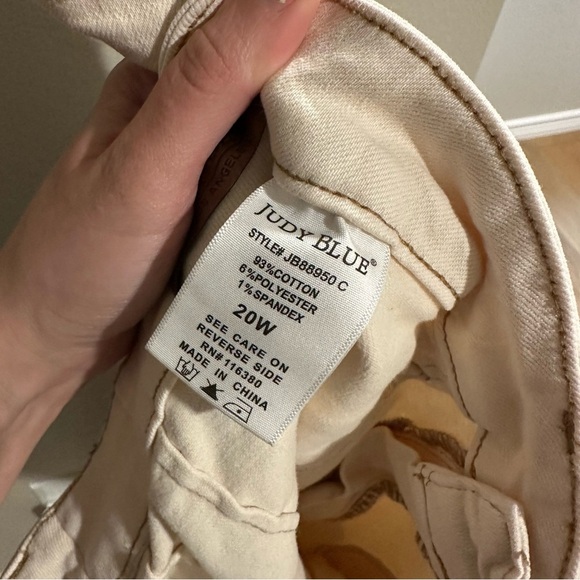 ANGEL
JUDY BLUE®
STYLE# JB88950 C
93%COTTON
6%POLYESTER
1%SPANDEX
20W
SEE CARE ON
REVERSE SIDE
RN# 116380
MADE IN CHINA